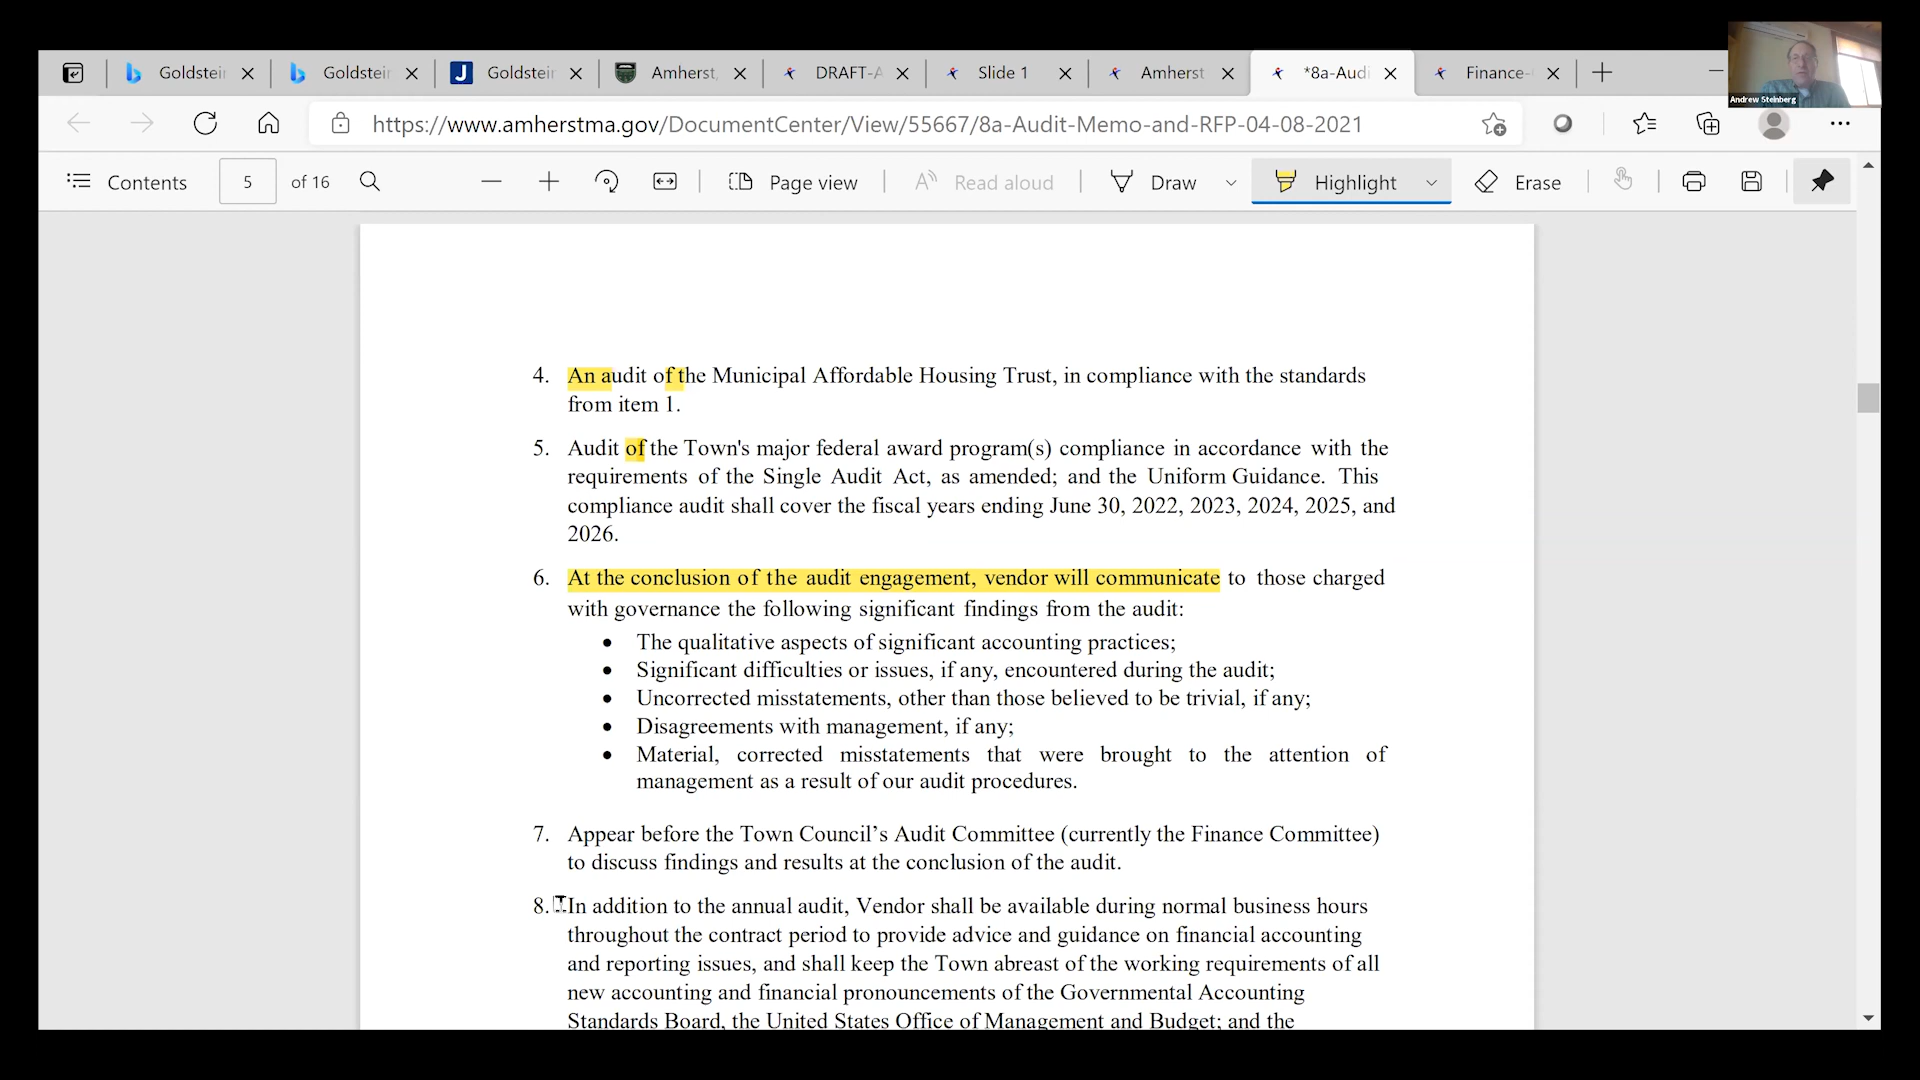 Goldstein
Goldstein
Goldstein
Amherst,
DRAFT-A
Slide 1
Amherst
*8a-Audi
Finance-
Andrew Steinberg
https://www.amherstma.gov/DocumentCenter/View/55667/8a-Audit-Memo-and-RFP-04-08-2021
Contents 5 of 16 Page view Read aloud Draw Highlight Erase
4. An audit of the Municipal Affordable Housing Trust, in compliance with the standards
from item 1.
5. Audit of the Town's major federal award program(s) compliance in accordance with the
requirements of the Single Audit Act, as amended; and the Uniform Guidance. This
compliance audit shall cover the fiscal years ending June 30, 2022, 2023, 2024, 2025, and
2026.
6. At the conclusion of the audit engagement, vendor will communicate to those charged
with governance the following significant findings from the audit:
• The qualitative aspects of significant accounting practices;
• Significant difficulties or issues, if any, encountered during the audit;
• Uncorrected misstatements, other than those believed to be trivial, if any;
• Disagreements with management, if any;
• Material, corrected misstatements that were brought to the attention of
management as a result of our audit procedures.
7. Appear before the Town Council’s Audit Committee (currently the Finance Committee)
to discuss findings and results at the conclusion of the audit.
8. In addition to the annual audit, Vendor shall be available during normal business hours
throughout the contract period to provide advice and guidance on financial accounting
and reporting issues, and shall keep the Town abreast of the working requirements of all
new accounting and financial pronouncements of the Governmental Accounting
Standards Board, the United States Office of Management and Budget; and the